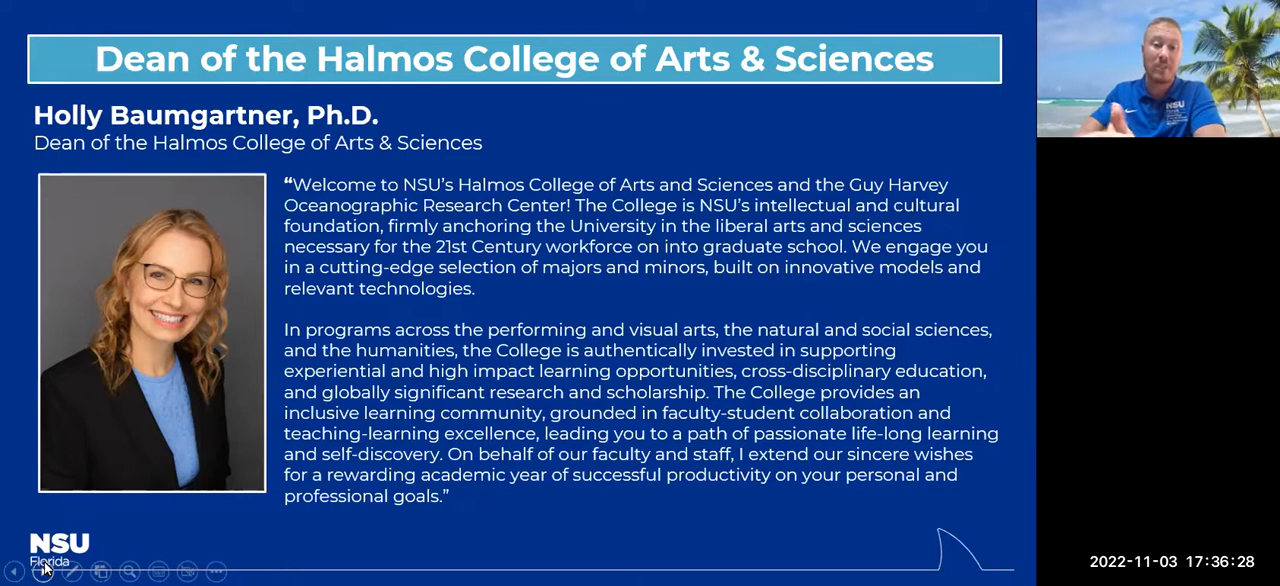 Dean of the Halmos College of Arts & Sciences
Holly Baumgartner, Ph.D.
Dean of the Halmos College of Arts & Sciences
“Welcome to NSU’s Halmos College of Arts and Sciences and the Guy Harvey
Oceanographic Research Center! The College is NSU’s intellectual and cultural
foundation, firmly anchoring the University in the liberal arts and sciences
necessary for the 21st Century workforce on into graduate school. We engage you
in a cutting-edge selection of majors and minors, built on innovative models and
relevant technologies.
In programs across the performing and visual arts, the natural and social sciences,
and the humanities, the College is authentically invested in supporting
experiential and high impact learning opportunities, cross-disciplinary education,
and globally significant research and scholarship. The College provides an
inclusive learning community, grounded in faculty-student collaboration and
teaching-learning excellence, leading you to a path of passionate life-long learning
and self-discovery. On behalf of our faculty and staff, I extend our sincere wishes
for a rewarding academic year of successful productivity on your personal and
professional goals.”
NSU
Florida
NSU
2022-11-03 17:36:28